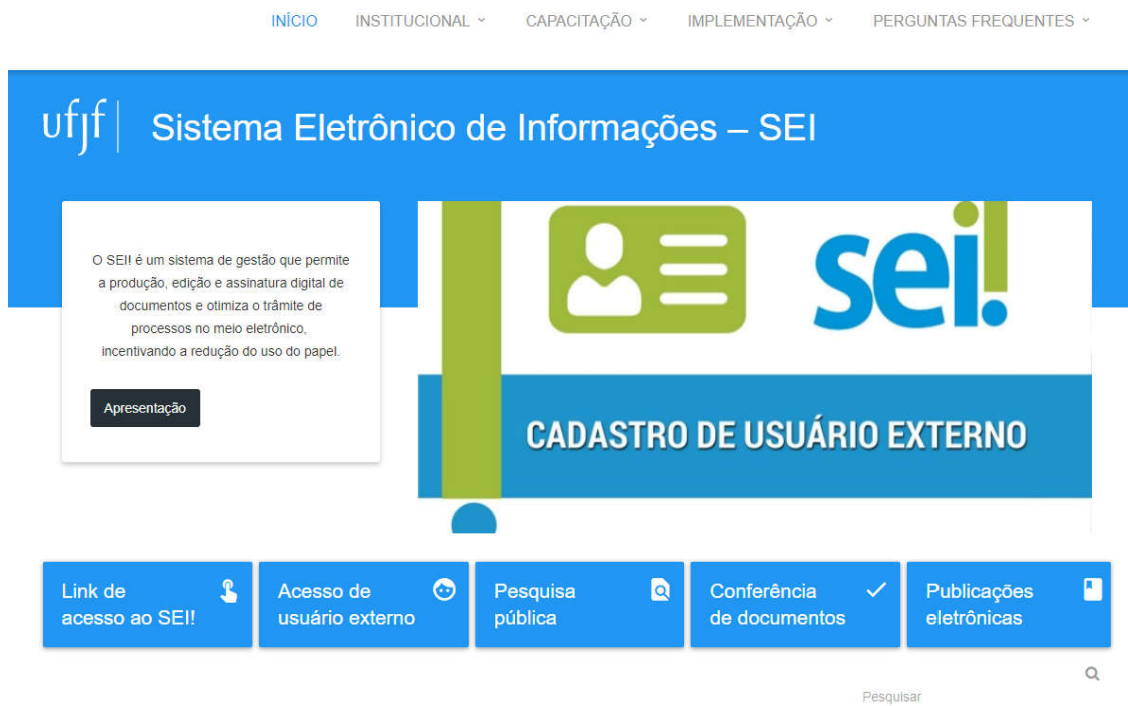 INÍCIO INSTITUCIONAL CAPACITAÇÃO IMPLEMENTAÇÃO PERGUNTAS FREQUENTES
ufjf Sistema Eletrônico de Informações – SEI
O SEI! é um sistema de gestão que permite
a produção, edição e assinatura digital de
documentos e otimiza o trâmite de
processos no meio eletrônico,
incentivando a redução do uso do papel.
Apresentação
sei!
CADASTRO DE USUÁRIO EXTERNO
Link de
acesso ao SEI!
Acesso de
usuário externo
Pesquisa
pública
Conferência
de documentos
Publicações
eletrônicas
Pesquisar